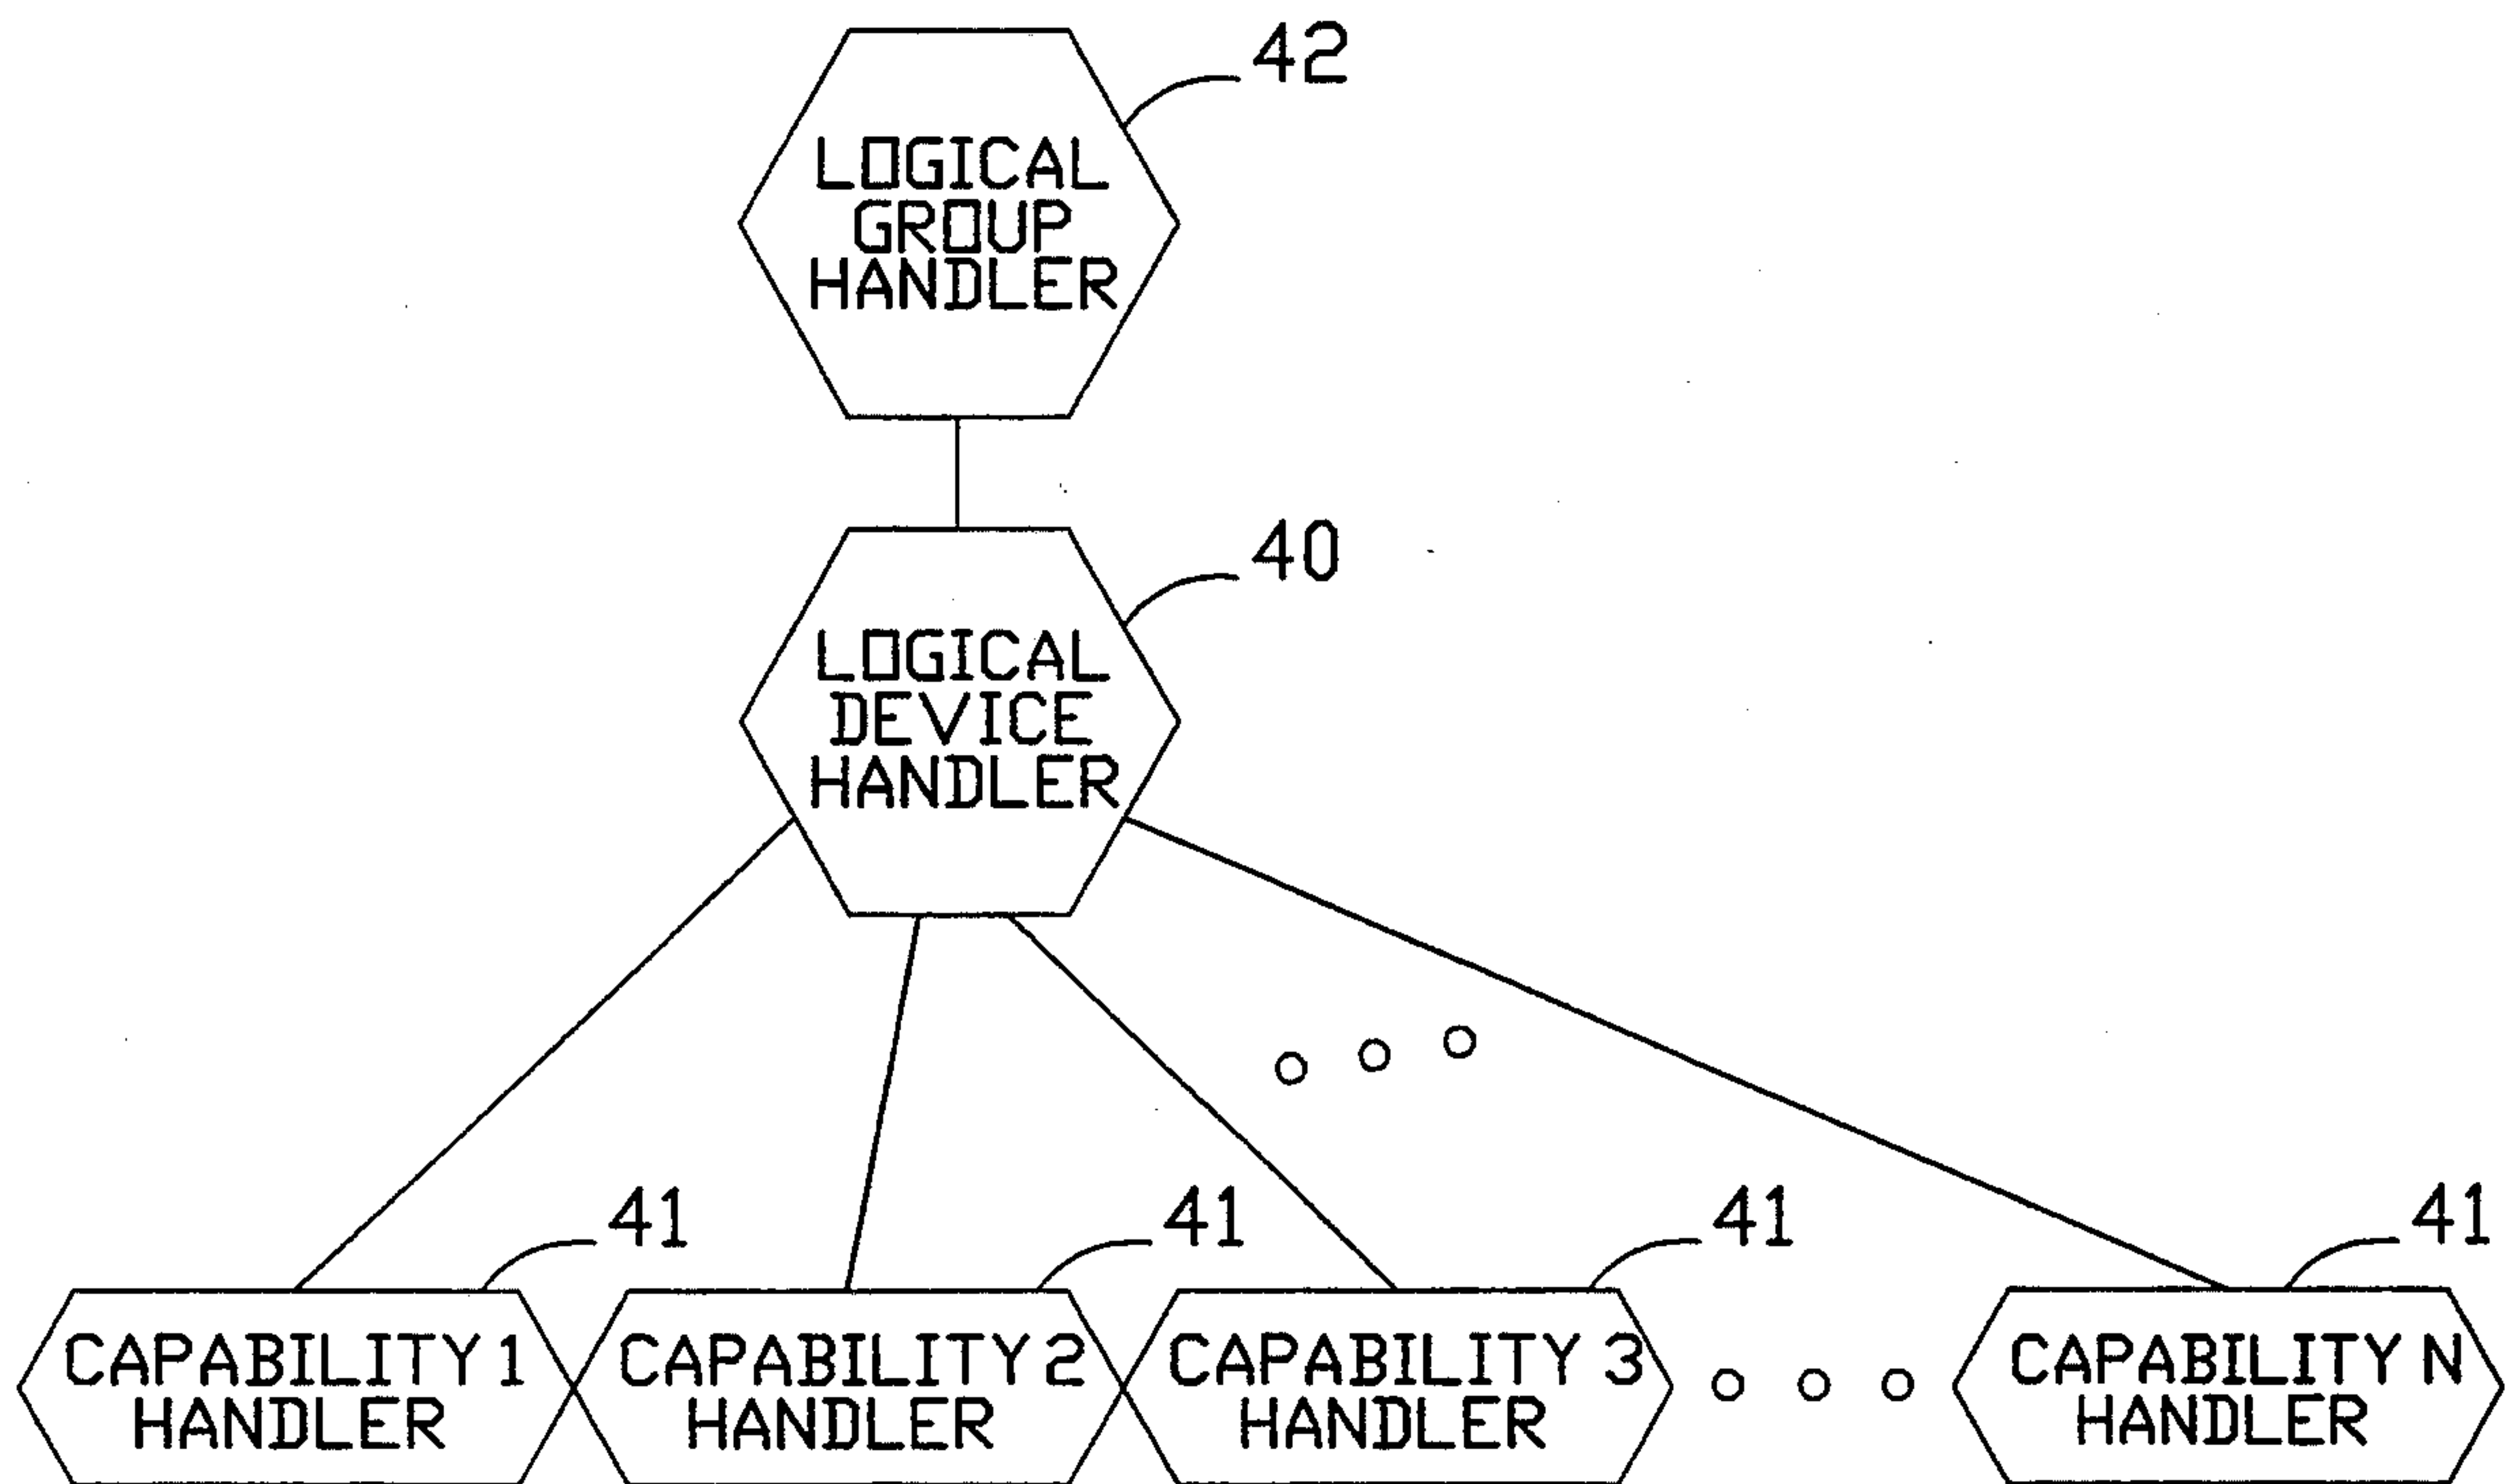 42
LOGICAL
GROUP
HANDLER
40
LOGICAL
DEVICE
HANDLER
41
41
41
41
CAPABILITY 1
HANDLER
CAPABILITY 2
HANDLER
CAPABILITY 3
HANDLER
CAPABILITY N
HANDLER